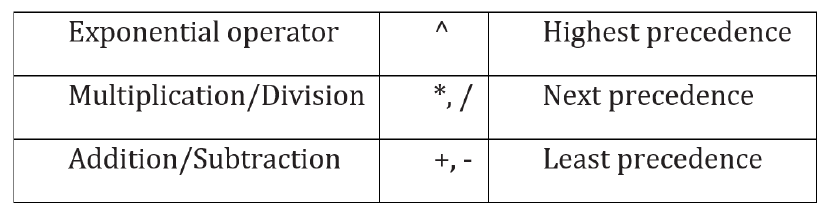 Exponential operator ^ Highest precedence
Multiplication/Division *, / Next precedence
Addition/Subtraction +, - Least precedence